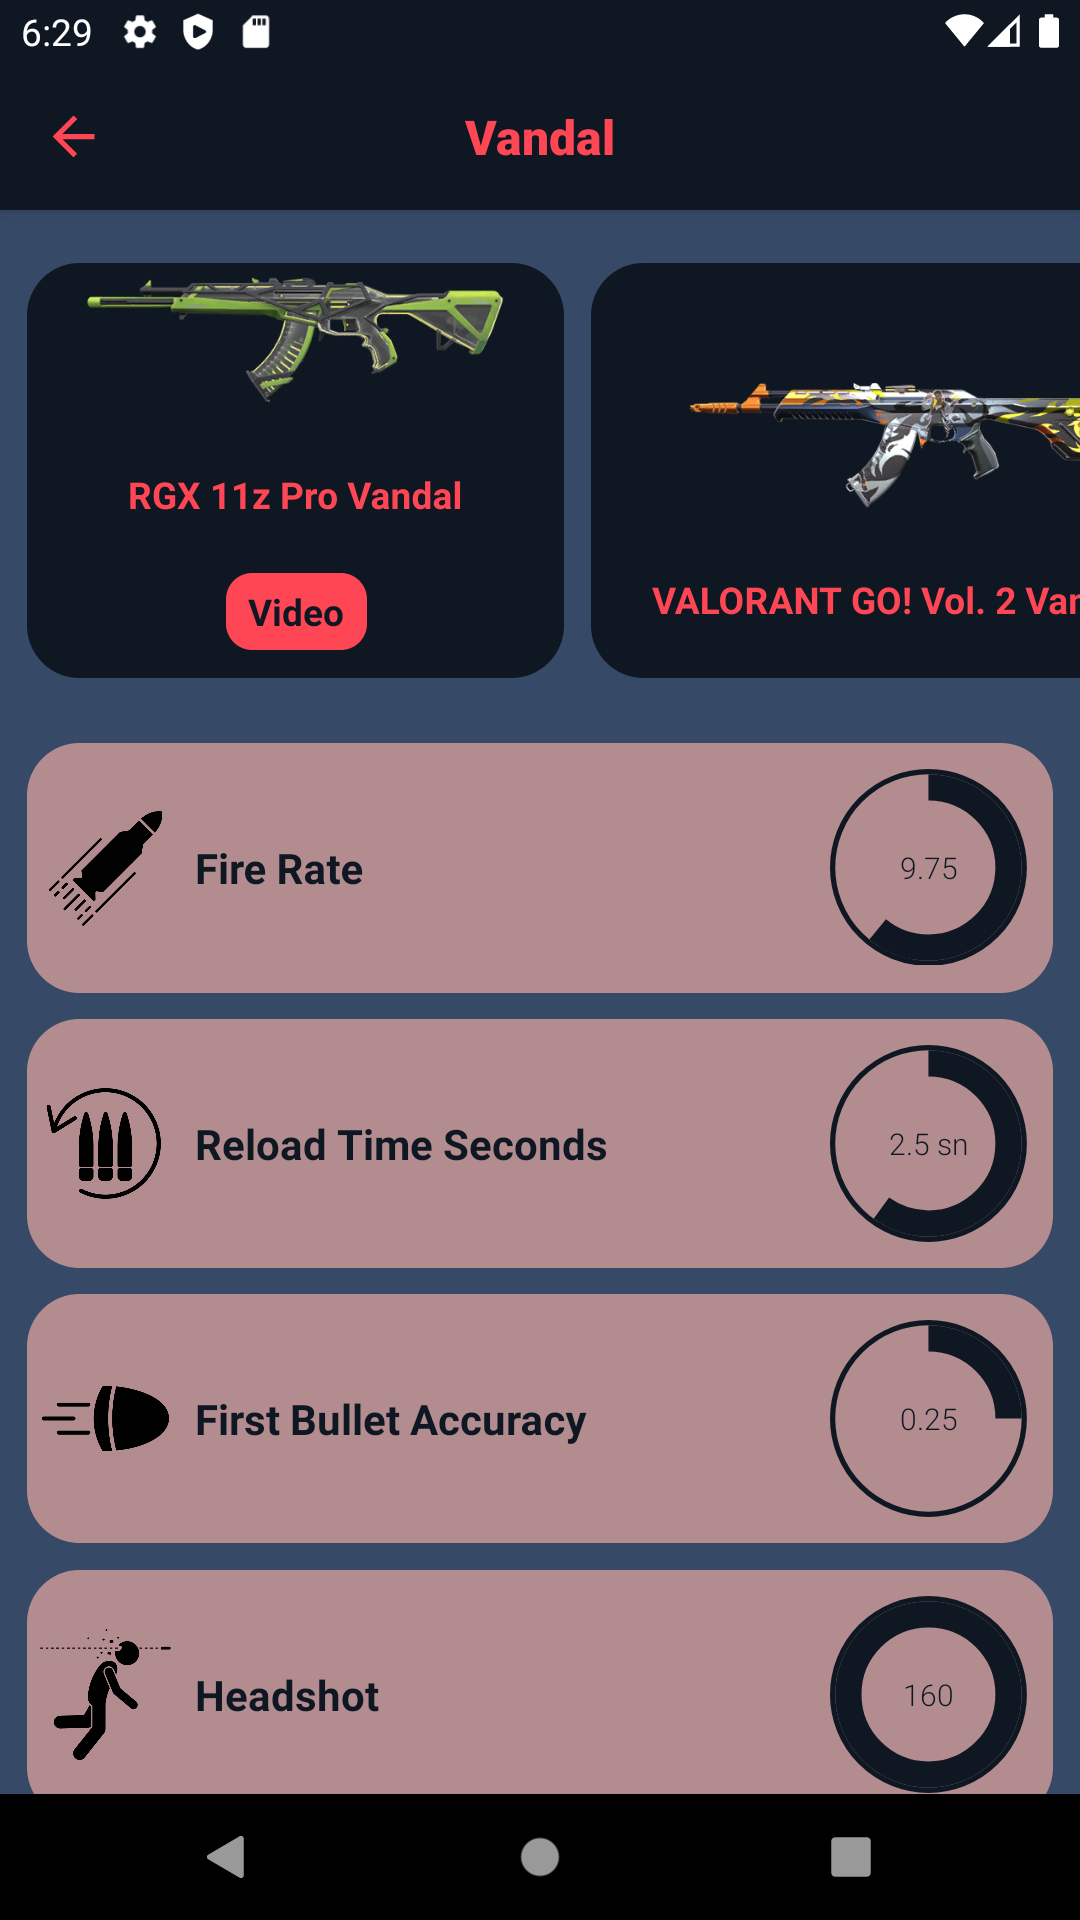 6:29
Vandal
RGX 11z Pro Vandal
Video
VALORANT GO! Vol. 2
Fire Rate
9.75
Reload Time Seconds
2.5 sn
First Bullet Accuracy
0.25
Headshot
160